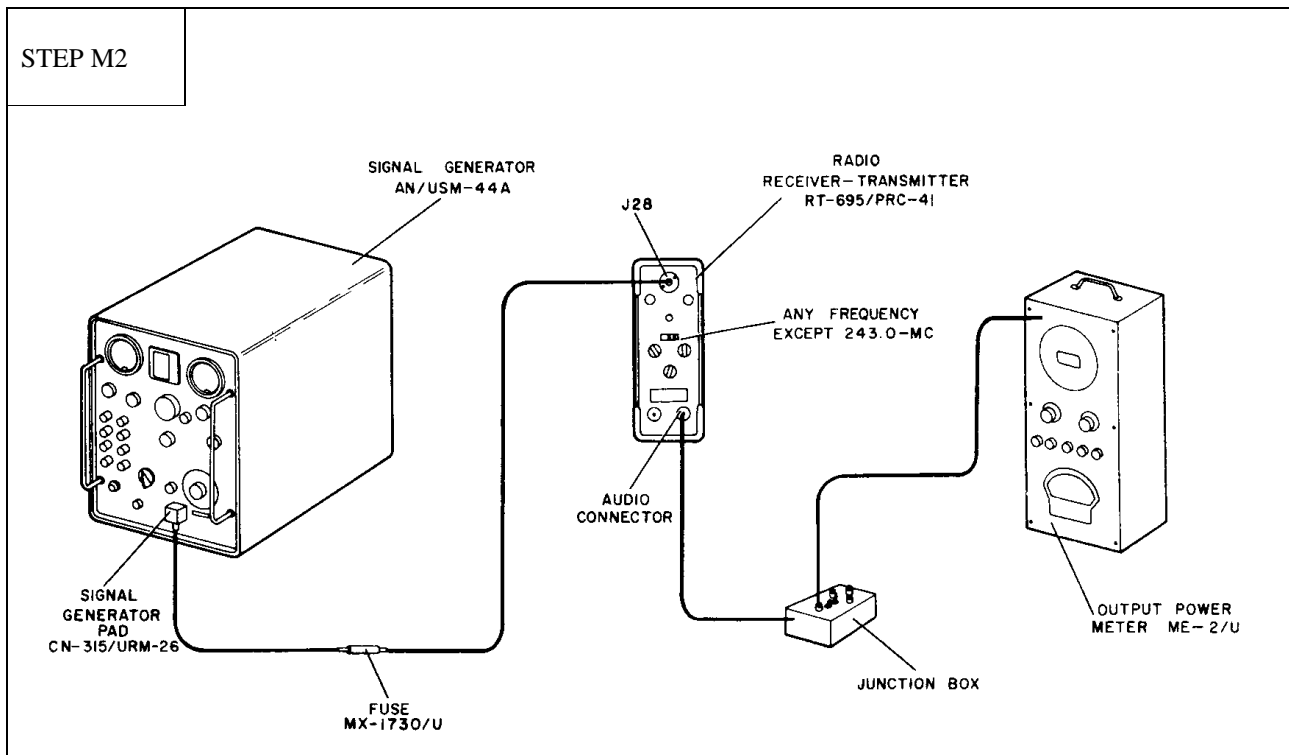 STEP M2
SIGNAL GENERATOR
AN/USM-44A
RADIO
RECEIVER-TRANSMITTER
RT-695/PRC-41
J28
ANY FREQUENCY
EXCEPT 243.0-MC
AUDIO
CONNECTOR
SIGNAL
GENERATOR
PAD
CN-315/URM-26
FUSE
MX-1730/U
JUNCTION BOX
OUTPUT POWER
METER ME-2/U